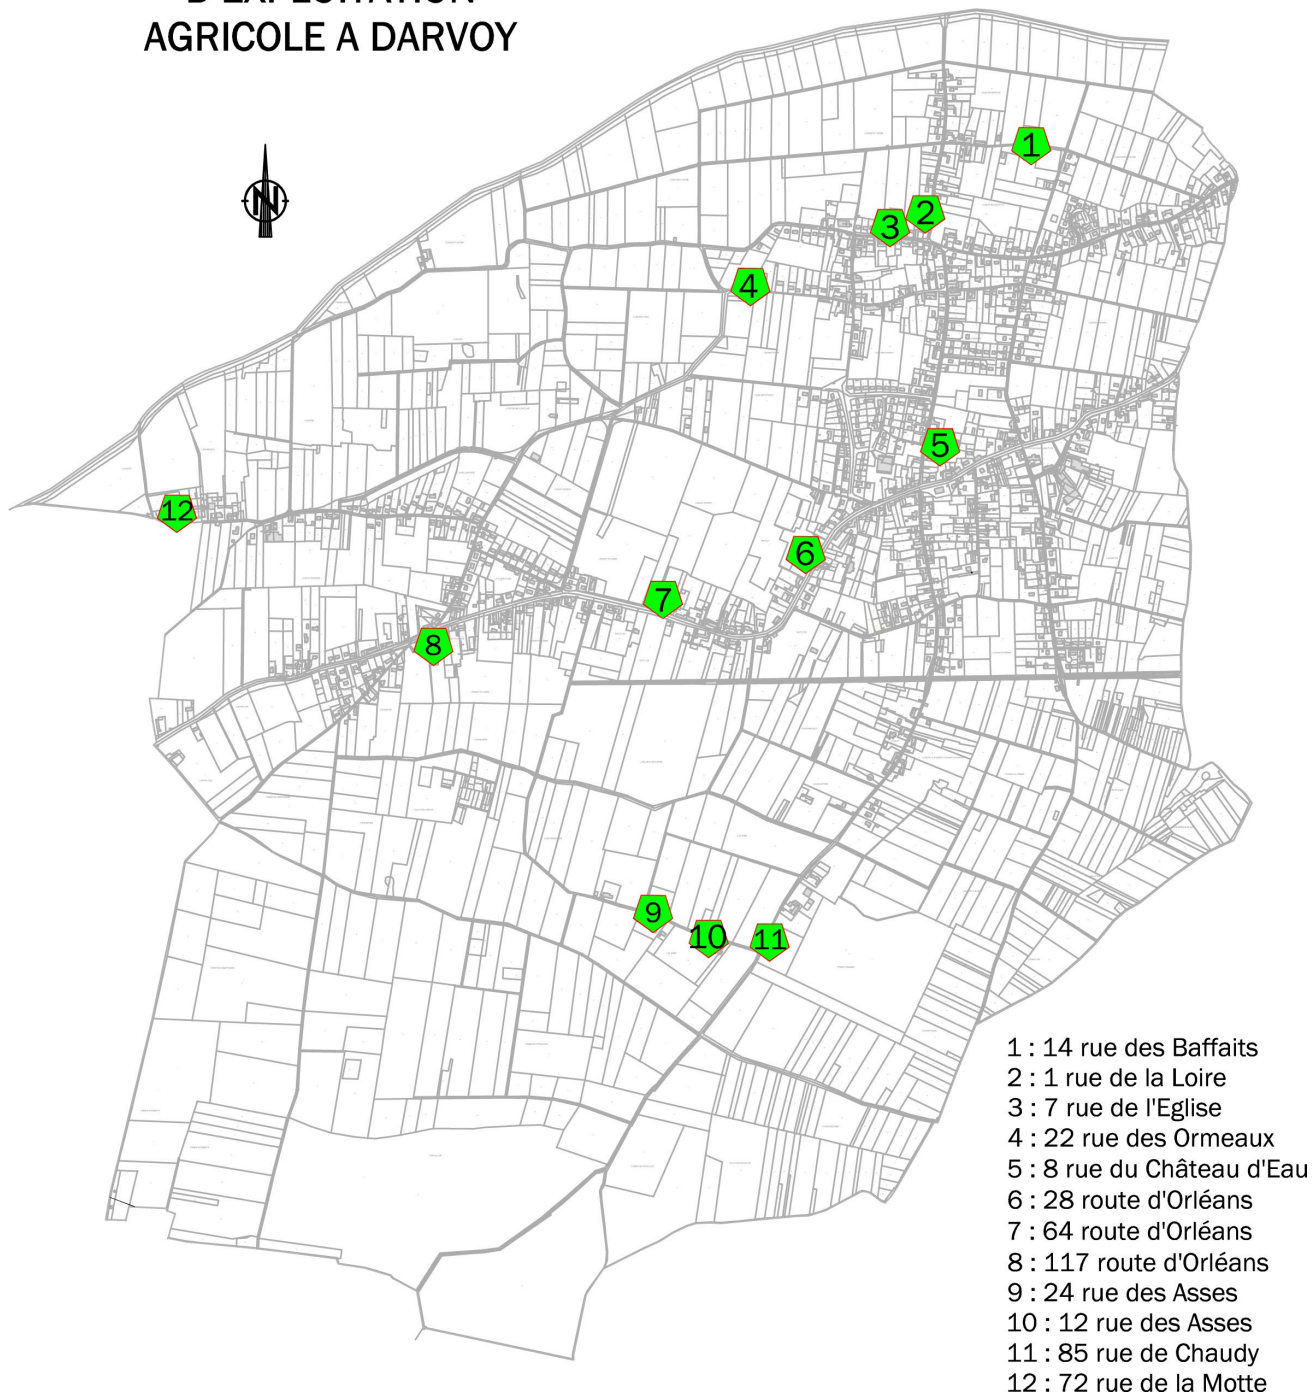 D'EXPLOITATION
AGRICOLE A DARVOY
N
1
2
3
4
5
12
6
7
8
9
10
11
1 : 14 rue des Baffaits
2 : 1 rue de la Loire
3 : 7 rue de l'Eglise
4 : 22 rue des Ormeaux
5 : 8 rue du Château d'Eau
6 : 28 route d'Orléans
7 : 64 route d'Orléans
8 : 117 route d'Orléans
9 : 24 rue des Asses
10 : 12 rue des Asses
11 : 85 rue de Chaudy
12 : 72 rue de la Motte